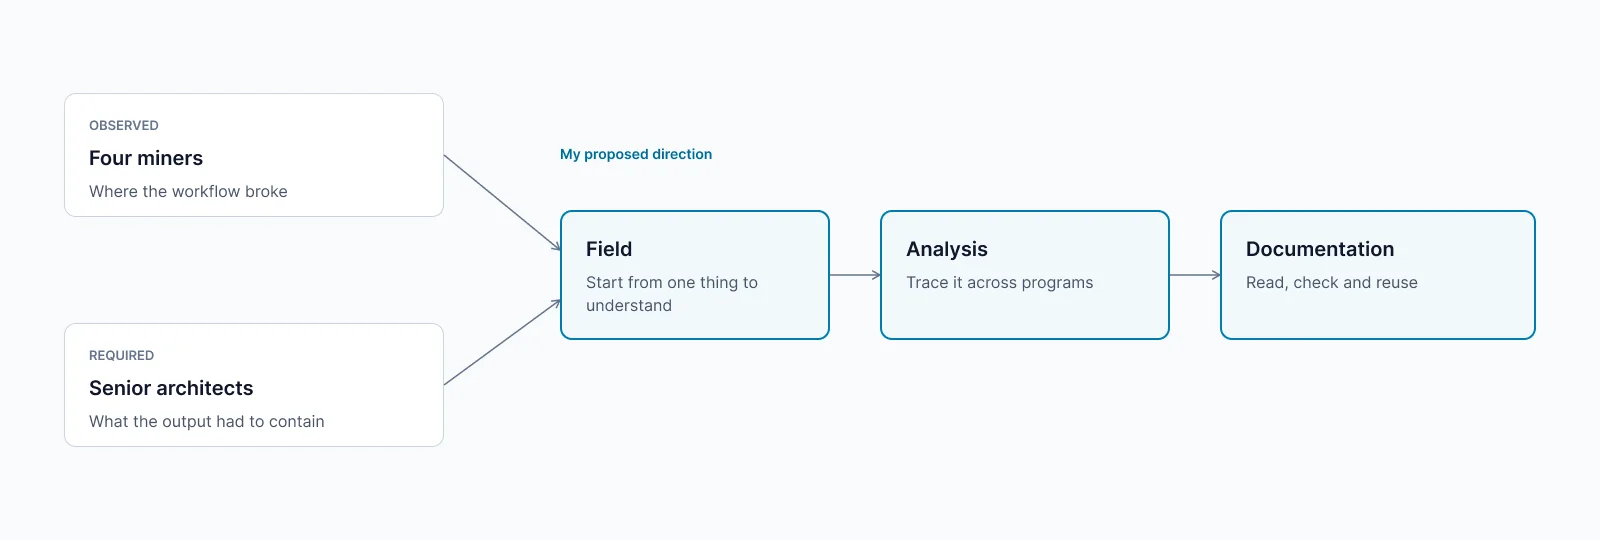 OBSERVED
Four miners
Where the workflow broke
REQUIRED
Senior architects
What the output had to contain
My proposed direction
Field
Start from one thing to
understand
Analysis
Trace it across programs
Documentation
Read, check and reuse